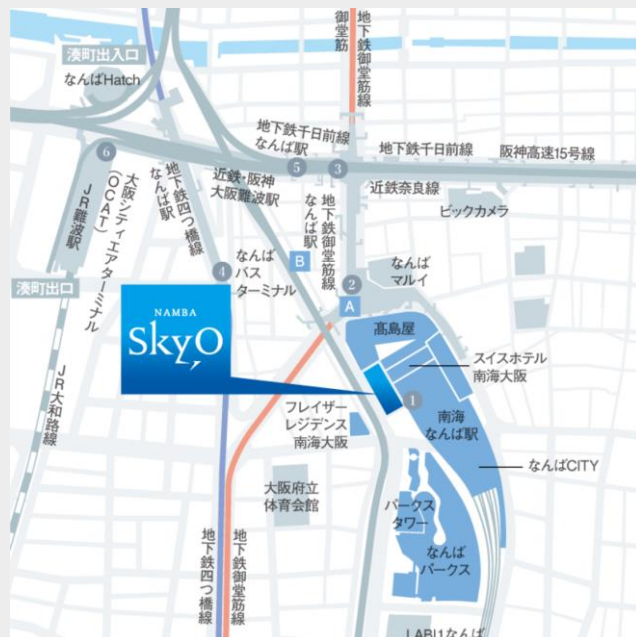 湊町出入口
なんばHatch
地下鉄
御堂筋
地下鉄御堂筋線
地下鉄千日前線
なんば駅
地下鉄千日前線
阪神高速15号線
近鉄・阪神
大阪難波駅
近鉄奈良線
ビックカメラ
6
5
3
JR難波駅
大阪シティエアターミナル
（OCAT）
地下鉄四つ橋線
なんば駅
地下鉄御堂筋線
なんば駅
B
4
なんば
バス
ターミナル
2
A
なんば
マルイ
湊町出口
NAMBA
SkyO
髙島屋
スイスホテル
南海大阪
1
南海
なんば駅
フレイザー
レジデンス
南海大阪
なんばCITY
JR大和路線
大阪府立
体育会館
パークス
タワー
なんば
パークス
地下鉄四つ橋線
地下鉄御堂筋線
LABI1なんば